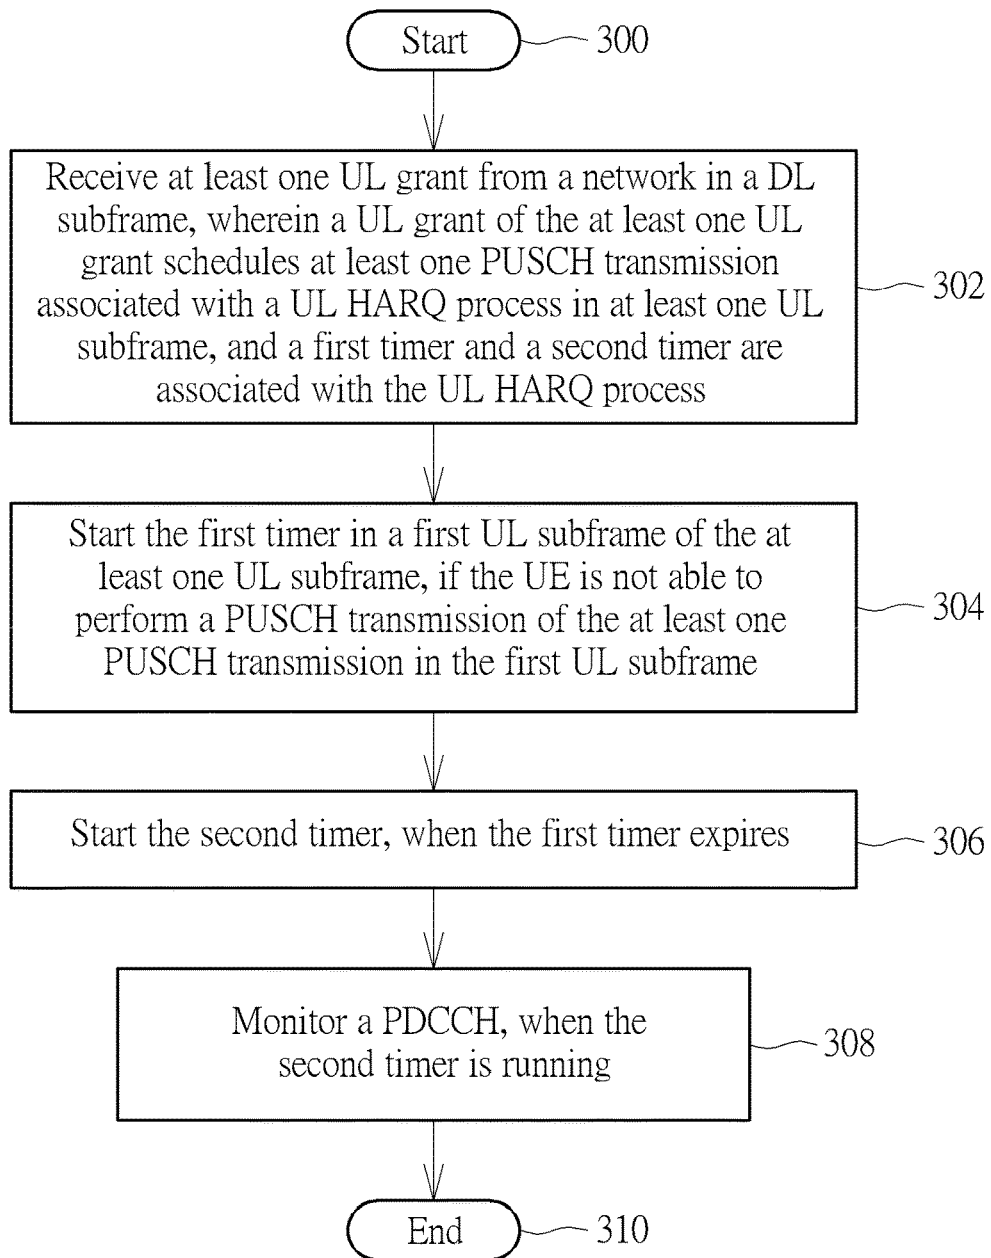 Start
300
Receive at least one UL grant from a network in a DL
subframe, wherein a UL grant of the at least one UL
grant schedules at least one PUSCH transmission
associated with a UL HARQ process in at least one UL
subframe, and a first timer and a second timer are
associated with the UL HARQ process
302
Start the first timer in a first UL subframe of the at
least one UL subframe, if the UE is not able to
perform a PUSCH transmission of the at least one
PUSCH transmission in the first UL subframe
304
Start the second timer, when the first timer expires
306
Monitor a PDCCH, when the
second timer is running
308
End
310